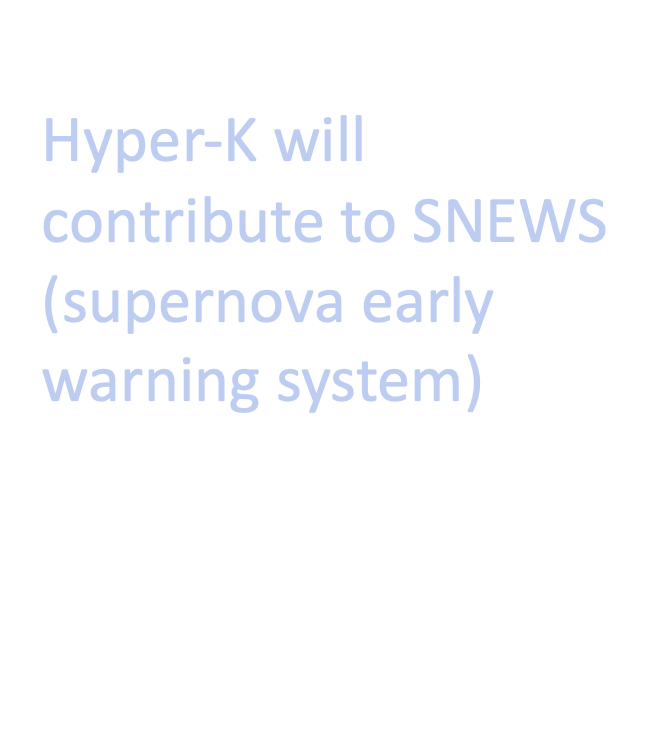 Hyper-K will
contribute to SNEWS
(supernova early
warning system)